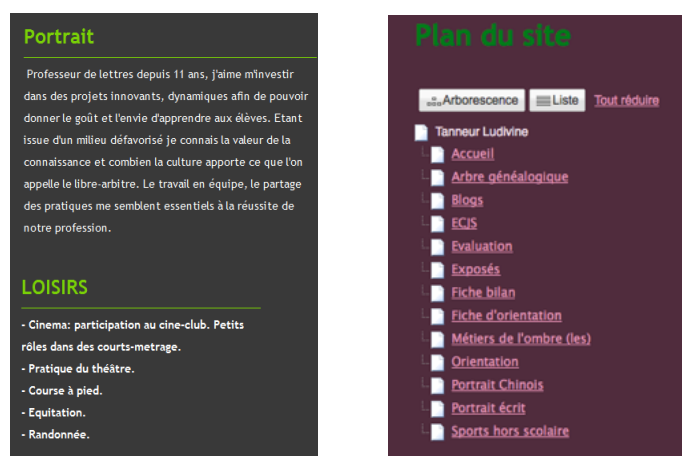 Portrait
Professeur de lettres depuis 11 ans, j'aime m'investir
dans des projets innovants, dynamiques afin de pouvoir
donner le goût et l'envie d'apprendre aux élèves. Etant
issue d'un milieu défavorisé je connais la valeur de la
connaissance et combien la culture apporte ce que l'on
appelle le libre-arbitre. Le travail en équipe, le partage
des pratiques me semblent essentiels à la réussite de
notre profession.
LOISIRS
- Cinema: participation au cine-club. Petits
rôles dans des courts-metrage.
- Pratique du théâtre.
- Course à pied.
- Equitation.
- Randonnée.
Plan du site
Arborescence Liste Tout réduire
Tanneur Ludivine
Accueil
Arbre généalogique
Blogs
ECJS
Evaluation
Exposés
Fiche bilan
Fiche d'orientation
Métiers de l'ombre (les)
Orientation
Portrait Chinois
Portrait écrit
Sports hors scolaire